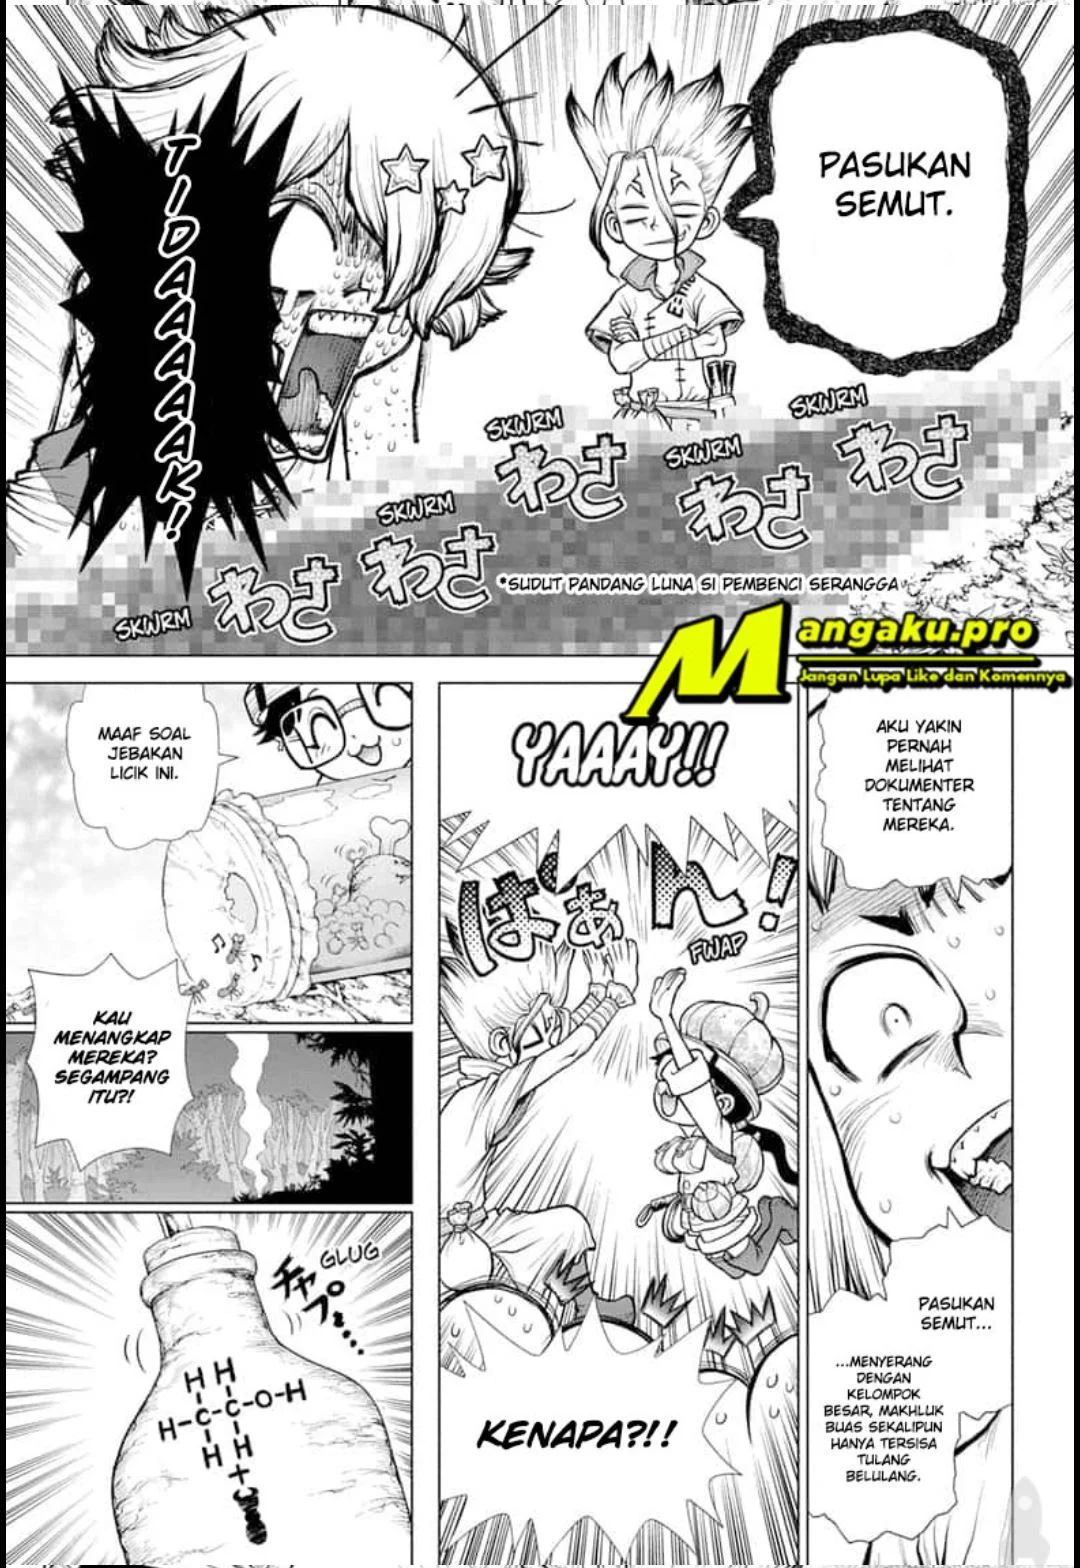 PASUKAN
SEMUT.
TIDAAAAAK!
SKWRM
わさ
SKWRM
わさ
SKWRM
わさ
SKWRM
わさ
SKWRM
わさ
*SUDUT PANDANG LUNA SI PEMBENCI SERANGGA
Mangaku.pro
Jangan Lupa Like dan Komennya
AKU YAKIN
PERNAH
MELIHAT
DOKUMENTER
TENTANG
MEREKA.
PASUKAN
SEMUT...
...MENYERANG
DENGAN
KELOMPOK
BESAR, MAKHLUK
BUAS SEKALIPUN
HANYA TERSISA
TULANG
BELULANG.
YAAAY!!
ぱぁん!
FWAP
KENAPA?!!
MAAF SOAL
JEBAKAN
LICIK INI.
KAU
MENANGKAP
MEREKA?
SEGAMPANG
ITU?!
GLUG
チャプ…
H H
H-C-C-O-H
H H
+